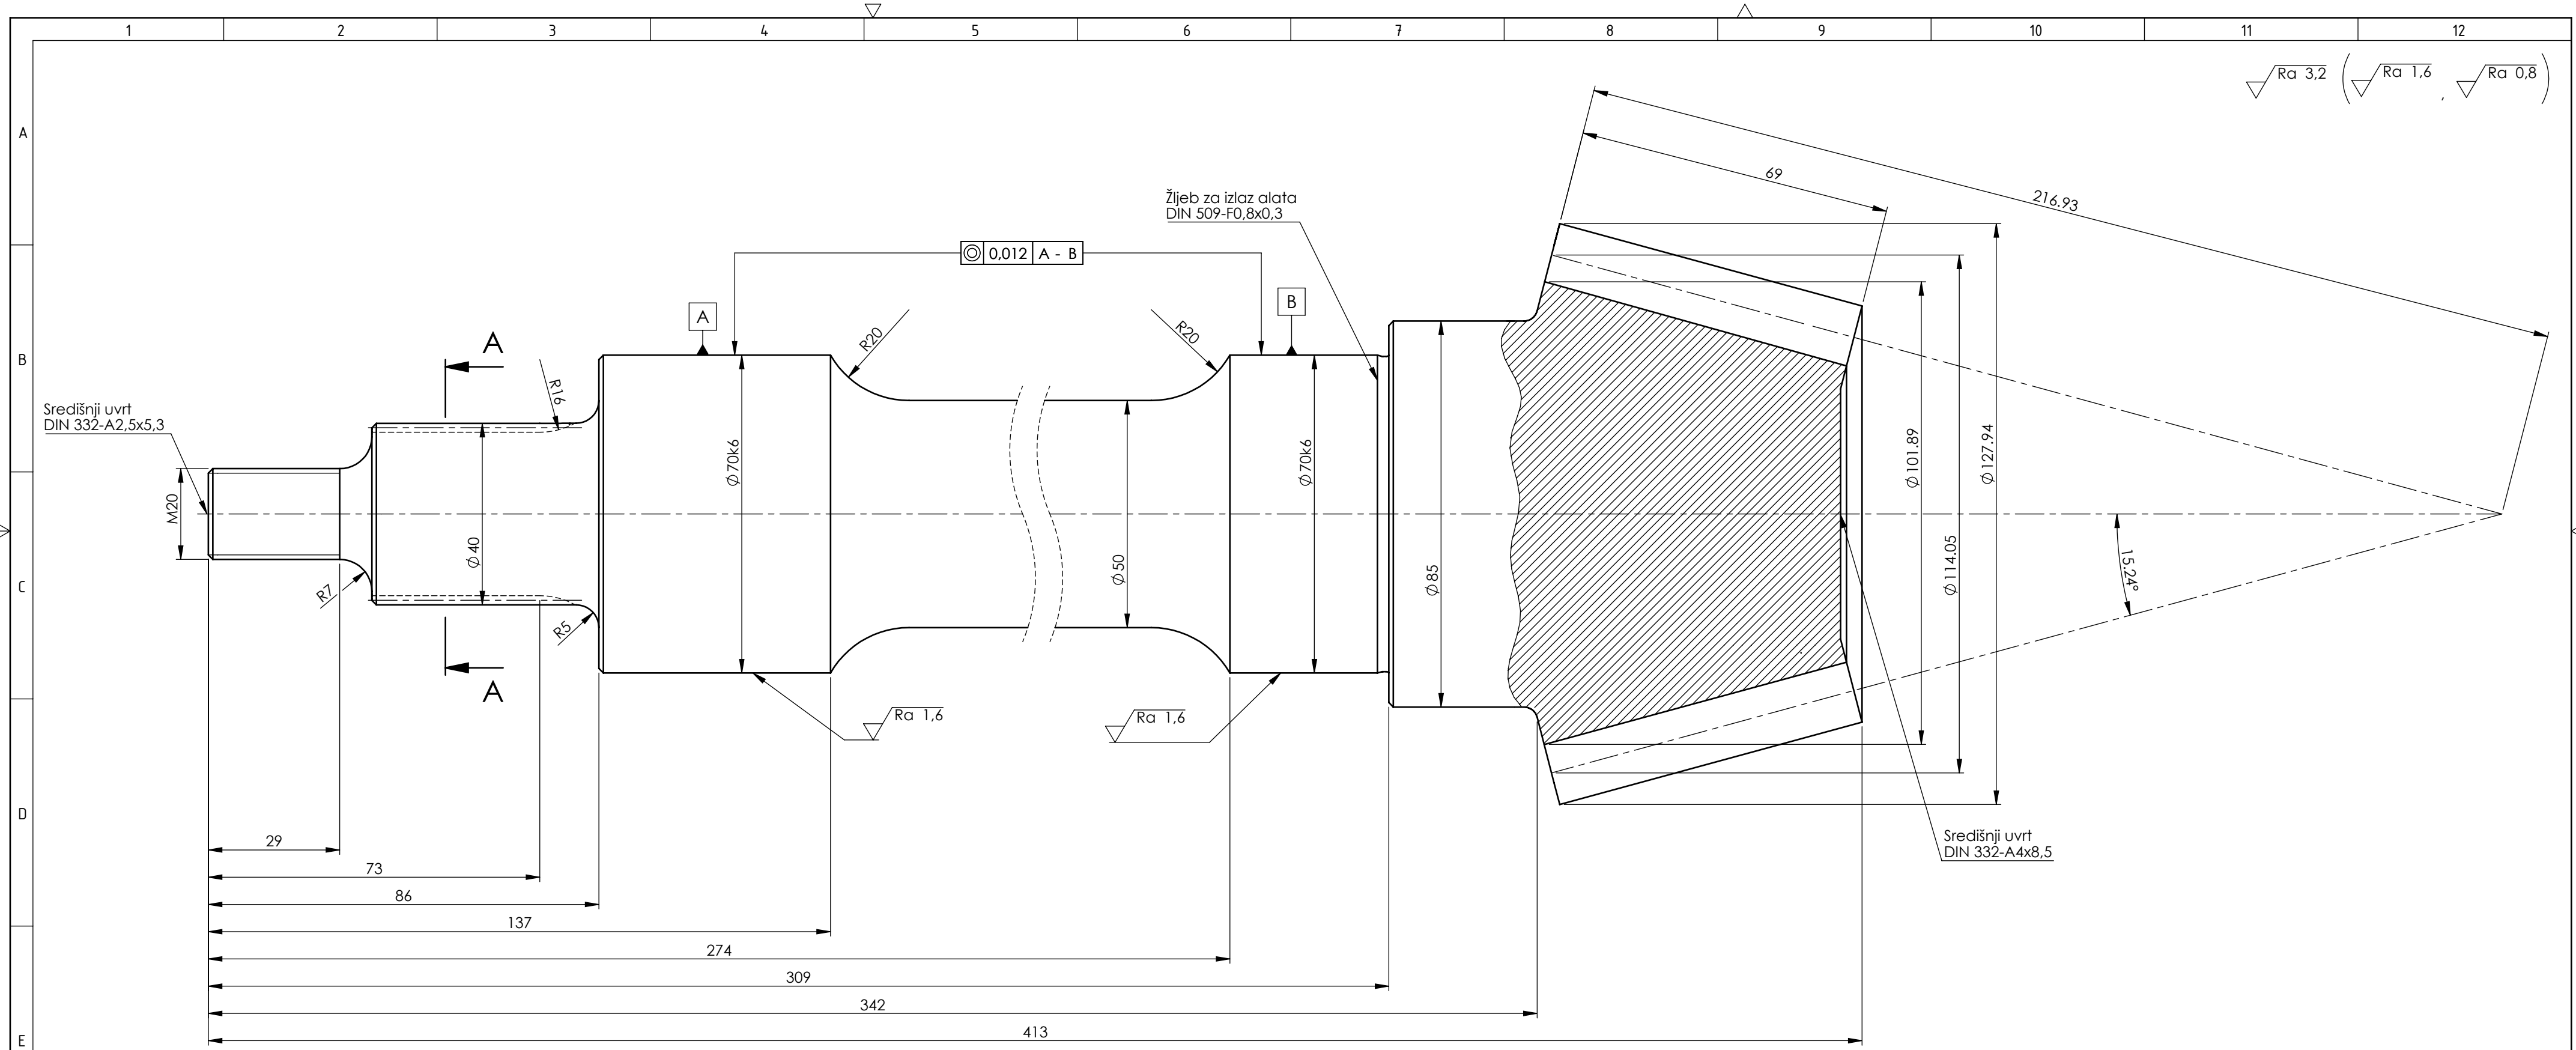 1 2 3 4 5 6 7 8 9 10 11 12
Ra 3,2 ( Ra 1,6 , Ra 0,8 )
A
69
216.93
Žljeb za izlaz alata
DIN 509-F0,8x0,3
0,012 A - B
A
B
R20
R20
A
B
R16
Središnji uvrt
DIN 332-A2,5x5,3
M20
Ø40
Ø70k6
Ø50
Ø70k6
Ø85
Ø101.89
Ø114.05
Ø127.94
15.24°
C
R7
R5
A
Ra 1,6
Ra 1,6
D
Središnji uvrt
DIN 332-A4x8,5
29
73
86
137
274
309
342
413
E